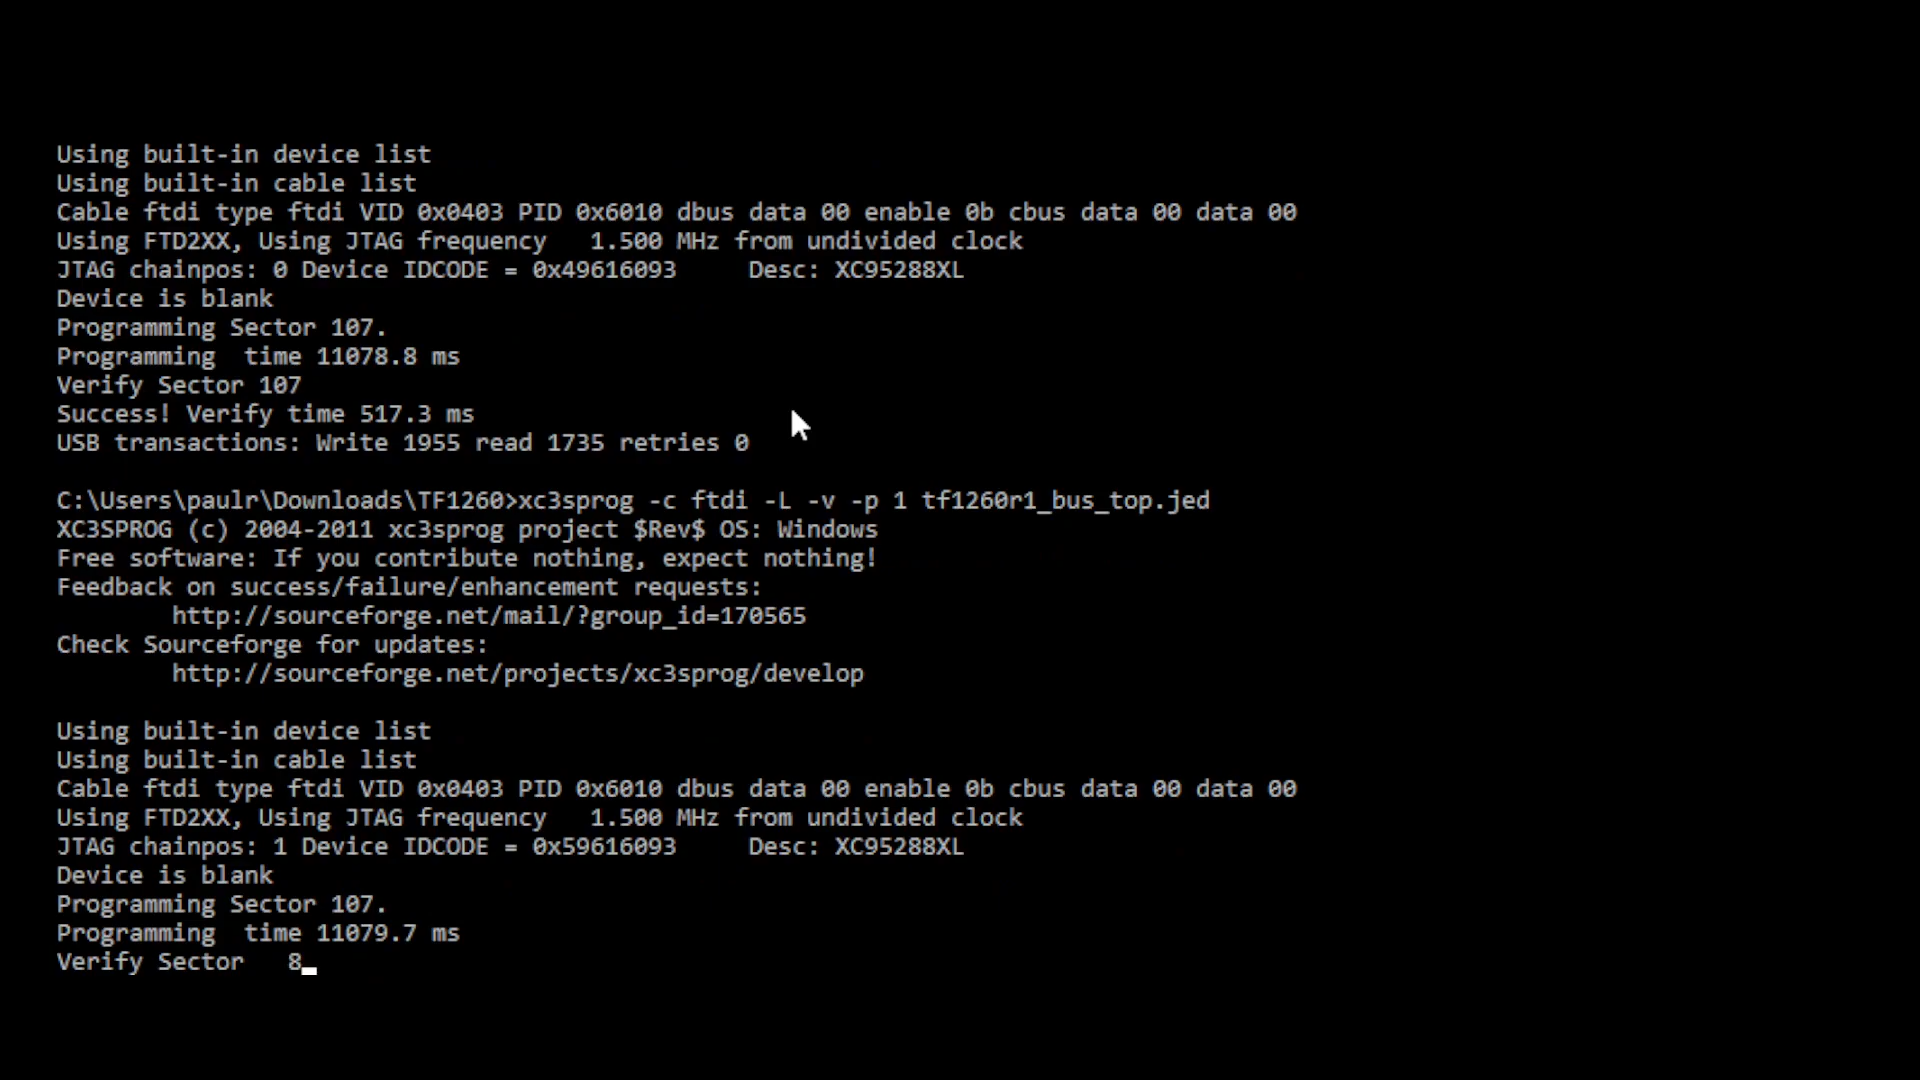 Using built-in device list
Using built-in cable list
Cable ftdi type ftdi VID 0x0403 PID 0x6010 dbus data 00 enable 0b cbus data 00 data 00
Using FTD2XX, Using JTAG frequency   1.500 MHz from undivided clock
JTAG chainpos: 0 Device IDCODE = 0x49616093     Desc: XC95288XL
Device is blank
Programming Sector 107.
Programming  time 11078.8 ms
Verify Sector 107
Success! Verify time 517.3 ms
USB transactions: Write 1955 read 1735 retries 0
C:\Users\paulr\Downloads\TF1260>xc3sprog -c ftdi -L -v -p 1 tf1260r1_bus_top.jed
XC3SPROG (c) 2004-2011 xc3sprog project $Rev$ OS: Windows
Free software: If you contribute nothing, expect nothing!
Feedback on success/failure/enhancement requests:
http://sourceforge.net/mail/?group_id=170565
Check Sourceforge for updates:
http://sourceforge.net/projects/xc3sprog/develop
Using built-in device list
Using built-in cable list
Cable ftdi type ftdi VID 0x0403 PID 0x6010 dbus data 00 enable 0b cbus data 00 data 00
Using FTD2XX, Using JTAG frequency   1.500 MHz from undivided clock
JTAG chainpos: 1 Device IDCODE = 0x59616093     Desc: XC95288XL
Device is blank
Programming Sector 107.
Programming  time 11079.7 ms
Verify Sector   8